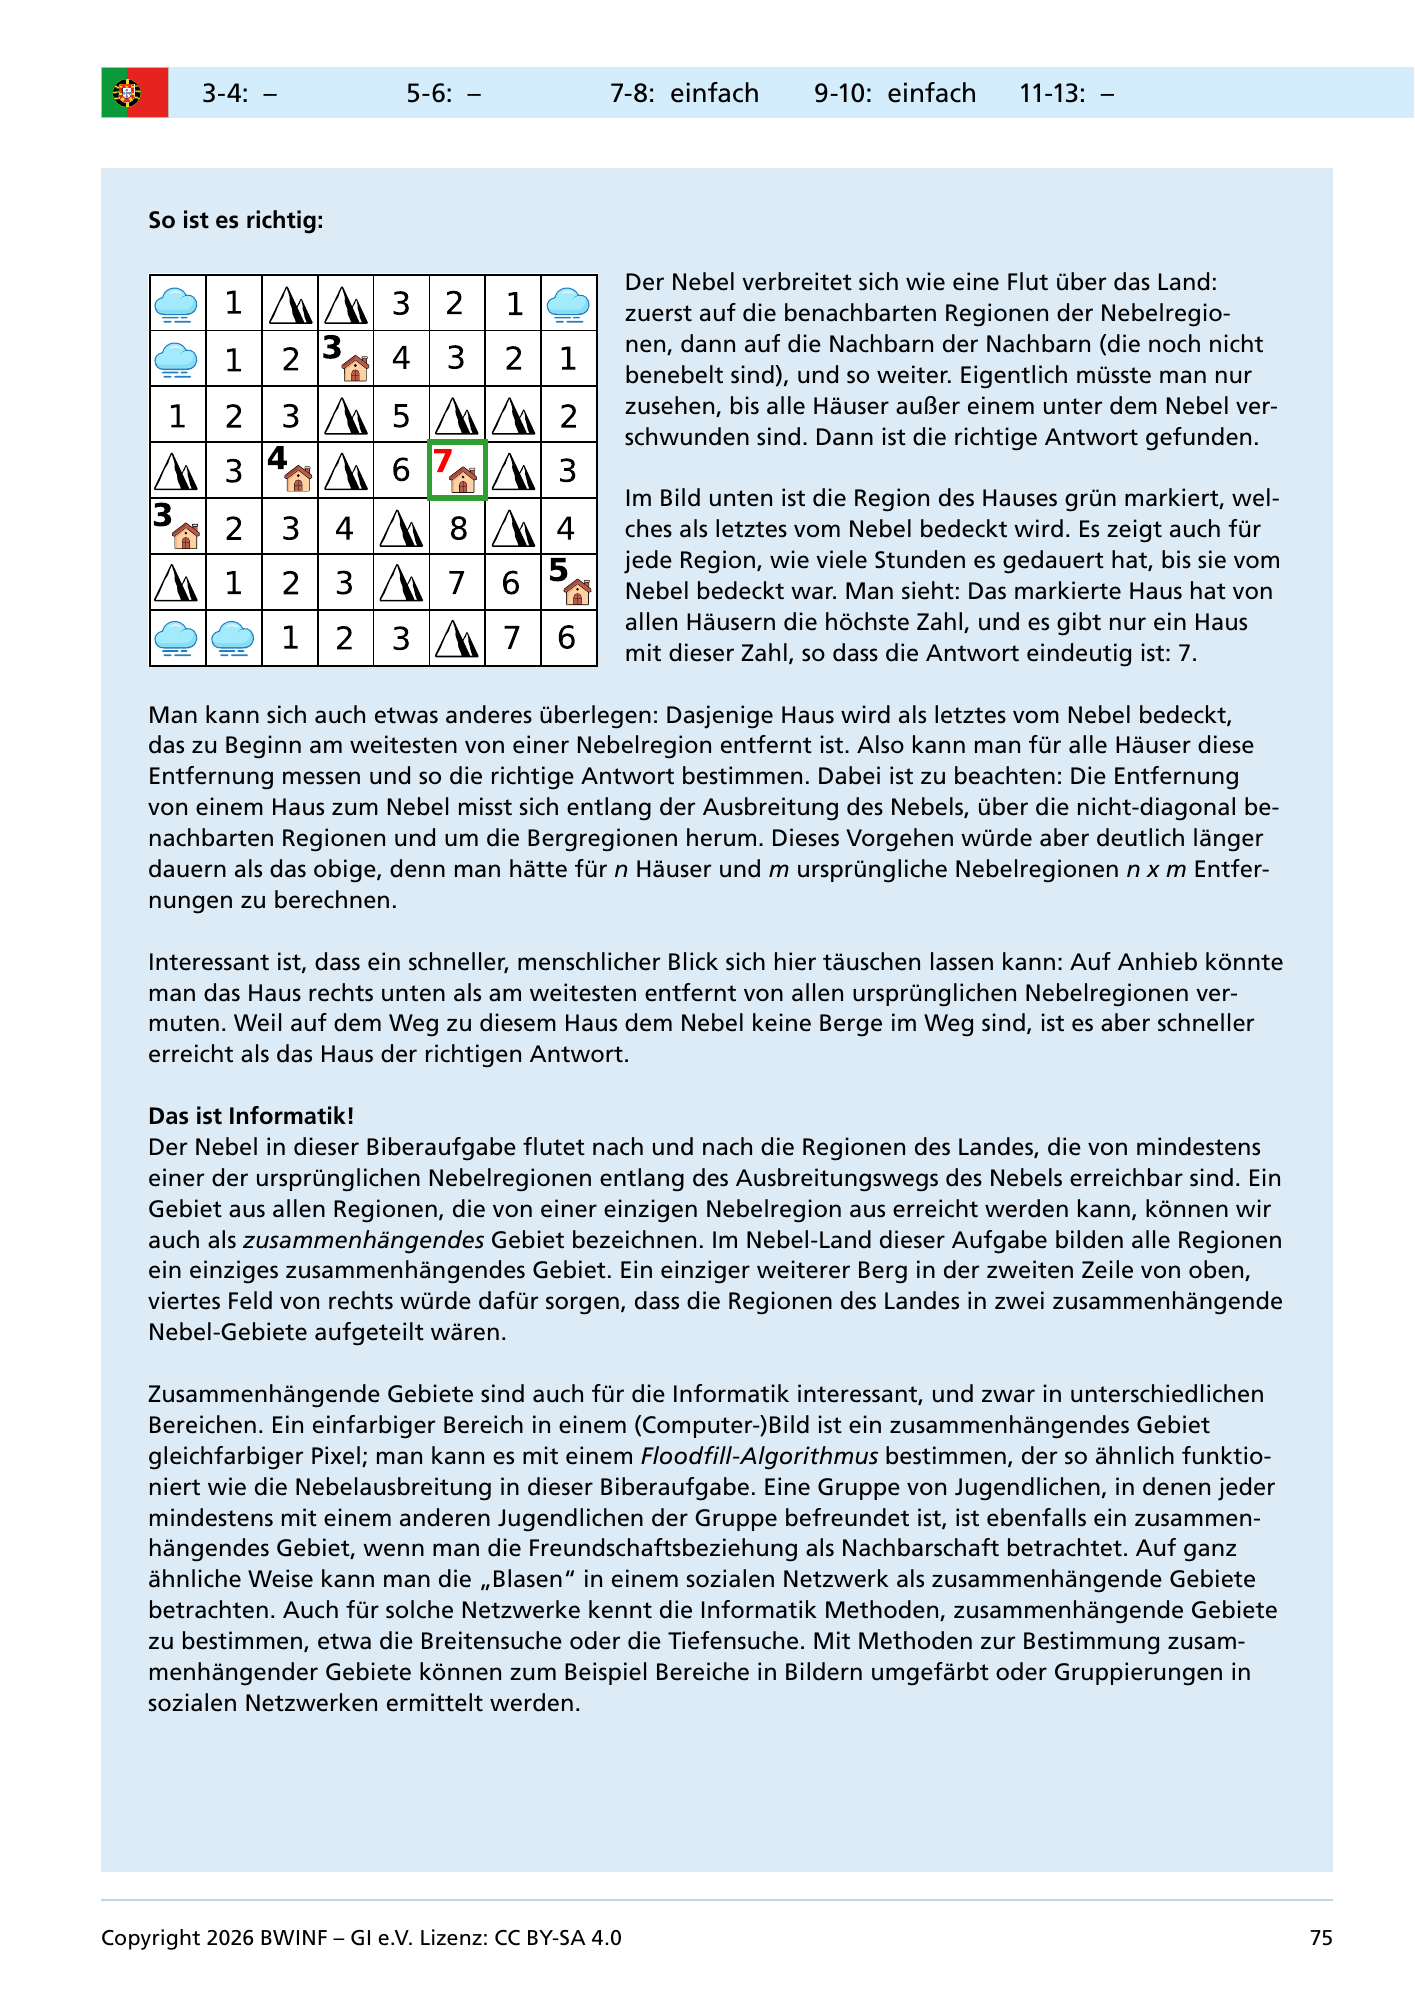 3-4: – 5-6: – 7-8: einfach 9-10: einfach 11-13: –
So ist es richtig:
1 3 2 1
1 2 3 4 3 2 1
1 2 3 5 2
3 4 6 7 3
3 2 3 4 8 4
1 2 3 7 6 5
1 2 3 7 6
Der Nebel verbreitet sich wie eine Flut über das Land:
zuerst auf die benachbarten Regionen der Nebelregio-
nen, dann auf die Nachbarn der Nachbarn (die noch nicht
benebelt sind), und so weiter. Eigentlich müsste man nur
zusehen, bis alle Häuser außer einem unter dem Nebel ver-
schwunden sind. Dann ist die richtige Antwort gefunden.
Im Bild unten ist die Region des Hauses grün markiert, wel-
ches als letztes vom Nebel bedeckt wird. Es zeigt auch für
jede Region, wie viele Stunden es gedauert hat, bis sie vom
Nebel bedeckt war. Man sieht: Das markierte Haus hat von
allen Häusern die höchste Zahl, und es gibt nur ein Haus
mit dieser Zahl, so dass die Antwort eindeutig ist: 7.
Man kann sich auch etwas anderes überlegen: Dasjenige Haus wird als letztes vom Nebel bedeckt,
das zu Beginn am weitesten von einer Nebelregion entfernt ist. Also kann man für alle Häuser diese
Entfernung messen und so die richtige Antwort bestimmen. Dabei ist zu beachten: Die Entfernung
von einem Haus zum Nebel misst sich entlang der Ausbreitung des Nebels, über die nicht-diagonal be-
nachbarten Regionen und um die Bergregionen herum. Dieses Vorgehen würde aber deutlich länger
dauern als das obige, denn man hätte für n Häuser und m ursprüngliche Nebelregionen n x m Entfer-
nungen zu berechnen.
Interessant ist, dass ein schneller, menschlicher Blick sich hier täuschen lassen kann: Auf Anhieb könnte
man das Haus rechts unten als am weitesten entfernt von allen ursprünglichen Nebelregionen ver-
muten. Weil auf dem Weg zu diesem Haus dem Nebel keine Berge im Weg sind, ist es aber schneller
erreicht als das Haus der richtigen Antwort.
Das ist Informatik!
Der Nebel in dieser Biberaufgabe flutet nach und nach die Regionen des Landes, die von mindestens
einer der ursprünglichen Nebelregionen entlang des Ausbreitungswegs des Nebels erreichbar sind. Ein
Gebiet aus allen Regionen, die von einer einzigen Nebelregion aus erreicht werden kann, können wir
auch als zusammenhängendes Gebiet bezeichnen. Im Nebel-Land dieser Aufgabe bilden alle Regionen
ein einziges zusammenhängendes Gebiet. Ein einziger weiterer Berg in der zweiten Zeile von oben,
viertes Feld von rechts würde dafür sorgen, dass die Regionen des Landes in zwei zusammenhängende
Nebel-Gebiete aufgeteilt wären.
Zusammenhängende Gebiete sind auch für die Informatik interessant, und zwar in unterschiedlichen
Bereichen. Ein einfarbiger Bereich in einem (Computer-)Bild ist ein zusammenhängendes Gebiet
gleichfarbiger Pixel; man kann es mit einem Floodfill-Algorithmus bestimmen, der so ähnlich funktio-
niert wie die Nebelausbreitung in dieser Biberaufgabe. Eine Gruppe von Jugendlichen, in denen jeder
mindestens mit einem anderen Jugendlichen der Gruppe befreundet ist, ist ebenfalls ein zusammen-
hängendes Gebiet, wenn man die Freundschaftsbeziehung als Nachbarschaft betrachtet. Auf ganz
ähnliche Weise kann man die „Blasen“ in einem sozialen Netzwerk als zusammenhängende Gebiete
betrachten. Auch für solche Netzwerke kennt die Informatik Methoden, zusammenhängende Gebiete
zu bestimmen, etwa die Breitensuche oder die Tiefensuche. Mit Methoden zur Bestimmung zusam-
menhängender Gebiete können zum Beispiel Bereiche in Bildern umgefärbt oder Gruppierungen in
sozialen Netzwerken ermittelt werden.
Copyright 2026 BWINF – GI e.V. Lizenz: CC BY-SA 4.0 75